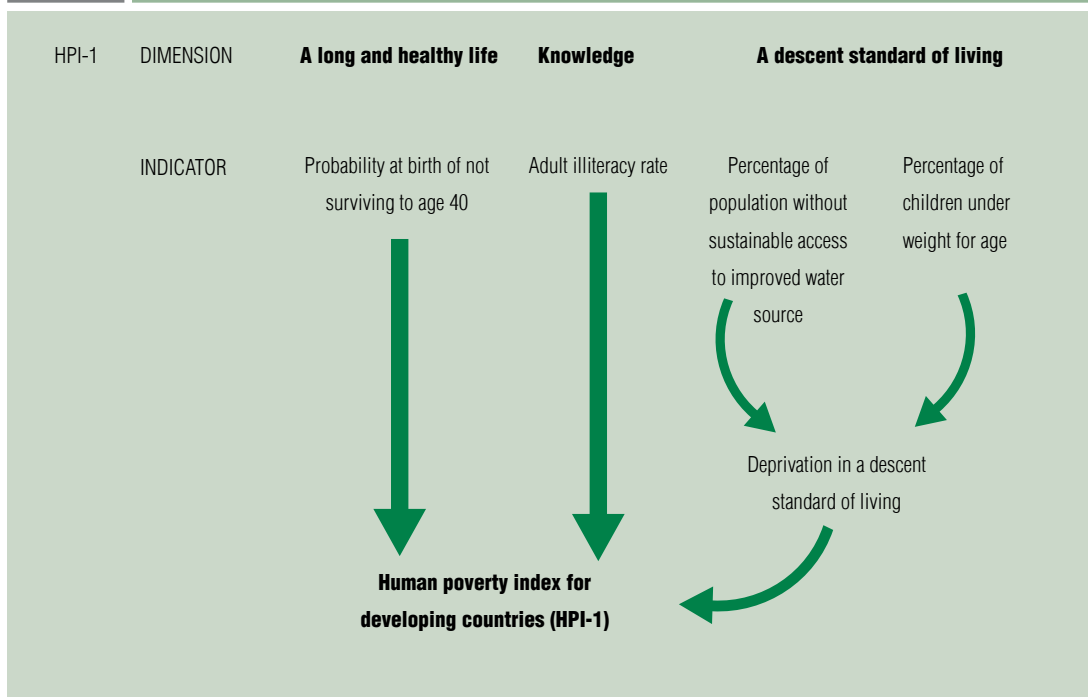 HPI-1 DIMENSION A long and healthy life Knowledge A descent standard of living
INDICATOR
Probability at birth of not
surviving to age 40
Adult illiteracy rate
Percentage of
population without
sustainable access
to improved water
source
Percentage of
children under
weight for age
Deprivation in a descent
standard of living
Human poverty index for
developing countries (HPI-1)